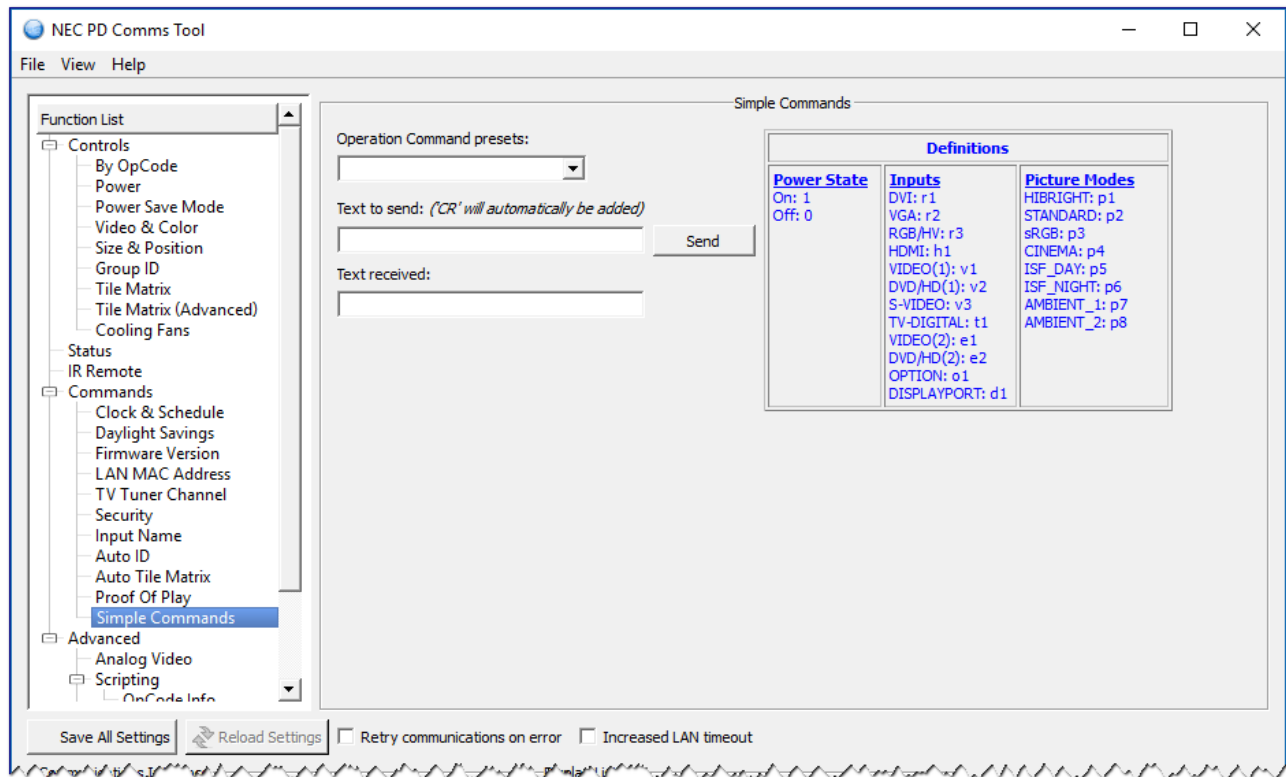 NEC PD Comms Tool
File View Help
Function List
Controls
By OpCode
Power
Power Save Mode
Video & Color
Size & Position
Group ID
Tile Matrix
Tile Matrix (Advanced)
Cooling Fans
Status
IR Remote
Commands
Clock & Schedule
Daylight Savings
Firmware Version
LAN MAC Address
TV Tuner Channel
Security
Input Name
Auto ID
Auto Tile Matrix
Proof Of Play
Simple Commands
Advanced
Analog Video
Scripting
OpCode Info
Simple Commands
Operation Command presets:
Text to send: ('CR' will automatically be added)
Send
Text received:
Definitions
Power State
On: 1
Off: 0
Inputs
DVI: r1
VGA: r2
RGB/HV: r3
HDMI: h1
VIDEO(1): v1
DVD/HD(1): v2
S-VIDEO: v3
TV-DIGITAL: t1
VIDEO(2): e1
DVD/HD(2): e2
OPTION: o1
DISPLAYPORT: d1
Picture Modes
HIBRIGHT: p1
STANDARD: p2
sRGB: p3
CINEMA: p4
ISF_DAY: p5
ISF_NIGHT: p6
AMBIENT_1: p7
AMBIENT_2: p8
Save All Settings
Reload Settings
Retry communications on error
Increased LAN timeout